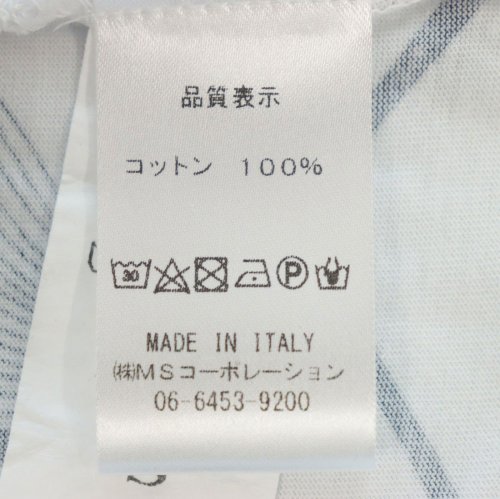 品質表示
コットン 100%
30 P
MADE IN ITALY
㈱MSコーポレーション
06-6453-9200